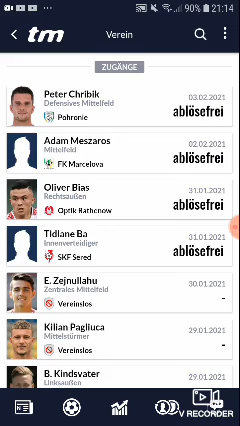 90% 21:14
tm Verein
ZUGÄNGE
Peter Chribik 03.02.2021
Defensives Mittelfeld ablösefrei
Pohronie
Adam Meszaros 02.02.2021
Mittelfeld ablösefrei
FK Marcelova
Oliver Bias 31.01.2021
Rechtsaußen ablösefrei
Optik Rathenow
Tidiane Ba 31.01.2021
Innenverteidiger ablösefrei
SKF Sered
E. Zejnullahu 30.01.2021
Zentrales Mittelfeld -
Vereinslos
Kilian Pagliuca 29.01.2021
Mittelstürmer -
Vereinslos
B. Kindsvater 29.01.2021
Linksaußen
V RECORDER